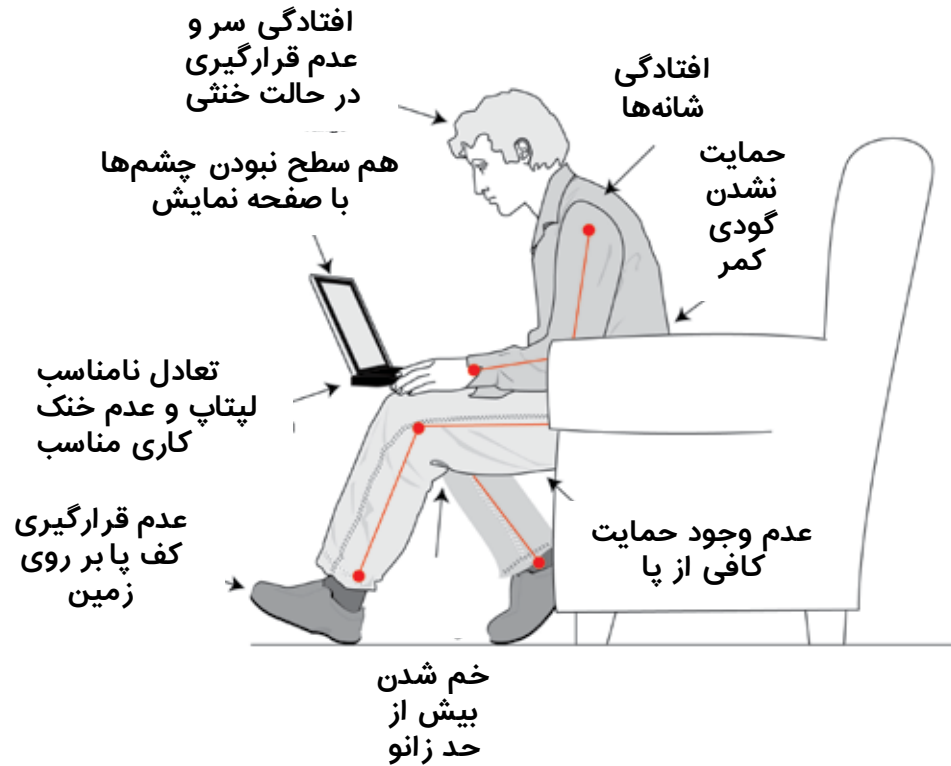 افتادگی سر و
عدم قرارگیری
در حالت خنثی
افتادگی
شانه‌ها
هم سطح نبودن چشم‌ها
با صفحه نمایش
حمایت
نشدن
گودی
کمر
تعادل نامناسب
لپتاپ و عدم خنک
کاری مناسب
عدم قرارگیری
کف پا بر روی
زمین
عدم وجود حمایت
کافی از پا
خم شدن
بیش از
حد زانو